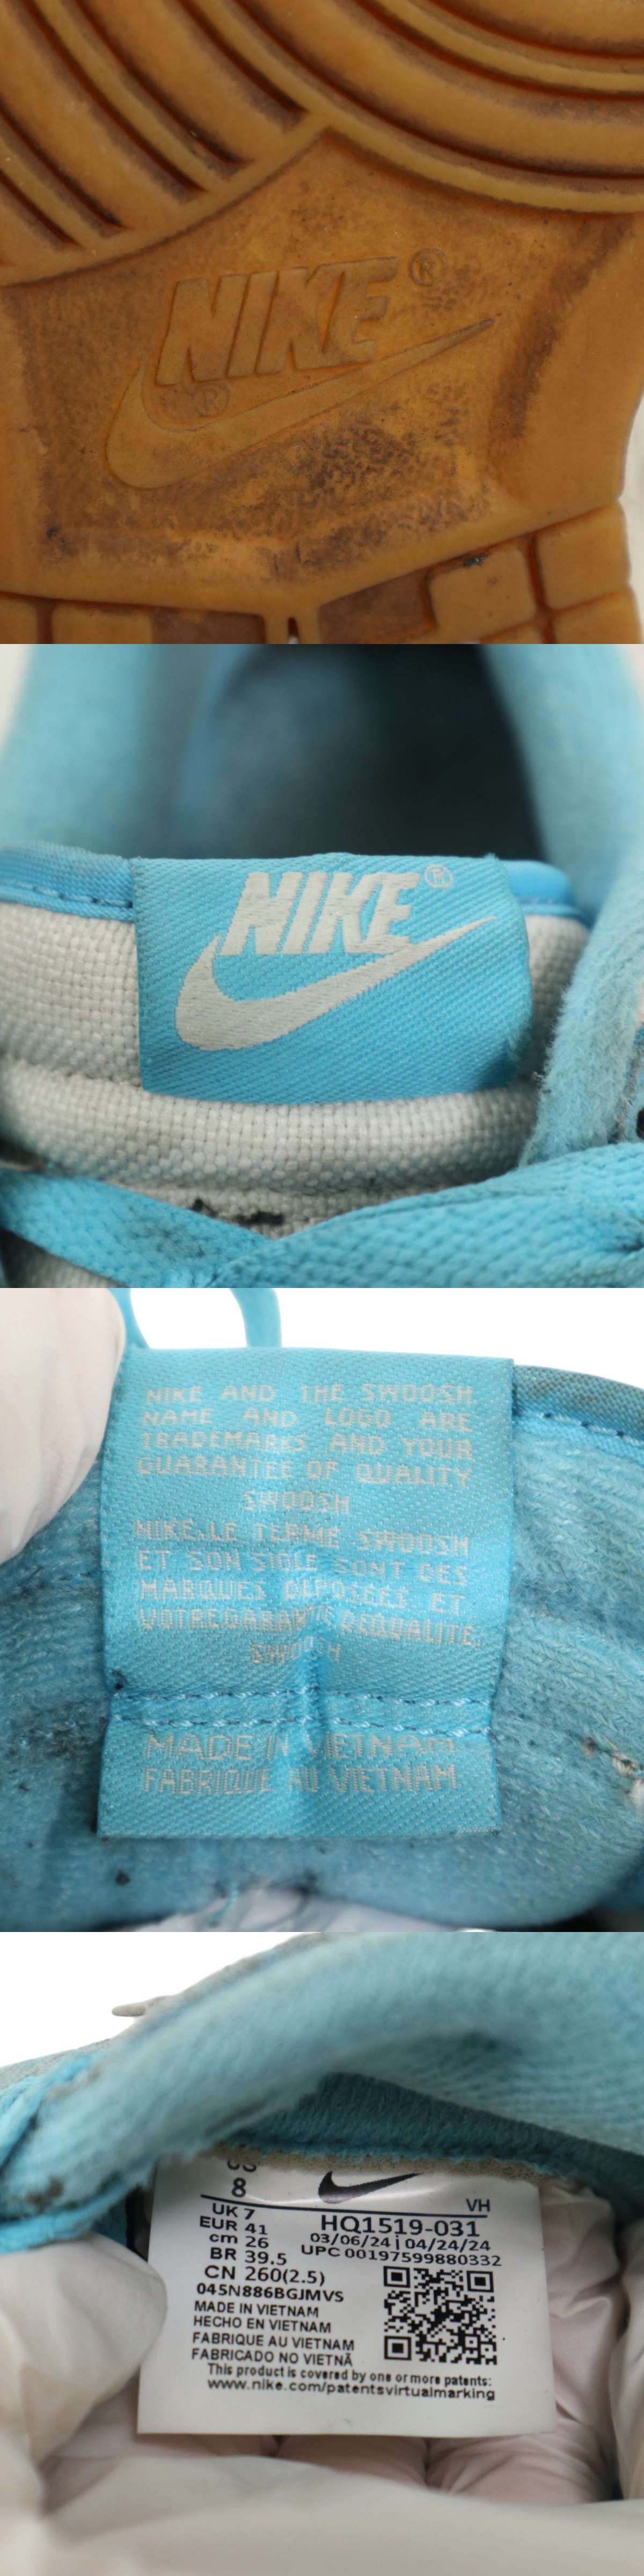 NIKE ®
®
NIKE ®
NIKE AND THE SWOOSH
NAME AND LOGO ARE
TRADEMARKS AND YOUR
GUARANTEE OF QUALITY
SWOOSH
NIKE, LE TERME SWOOSH
ET SON SIGLE SONT DES
MARQUES DEPOSEES ET
VOTRE GARANTIE DE QUALITE.
SWOOSH
MADE IN VIETNAM
FABRIQUE AU VIETNAM
US
8
VH
UK 7
EUR 41
cm 26
BR 39.5
CN 260(2.5)
HQ1519-031
03/06/24 | 04/24/24
UPC 00197599880332
045N886BGJMVS
MADE IN VIETNAM
HECHO EN VIETNAM
FABRIQUE AU VIETNAM
FABRICADO NO VIETNÃ
This product is covered by one or more patents:
www.nike.com/patentsvirtualmarking